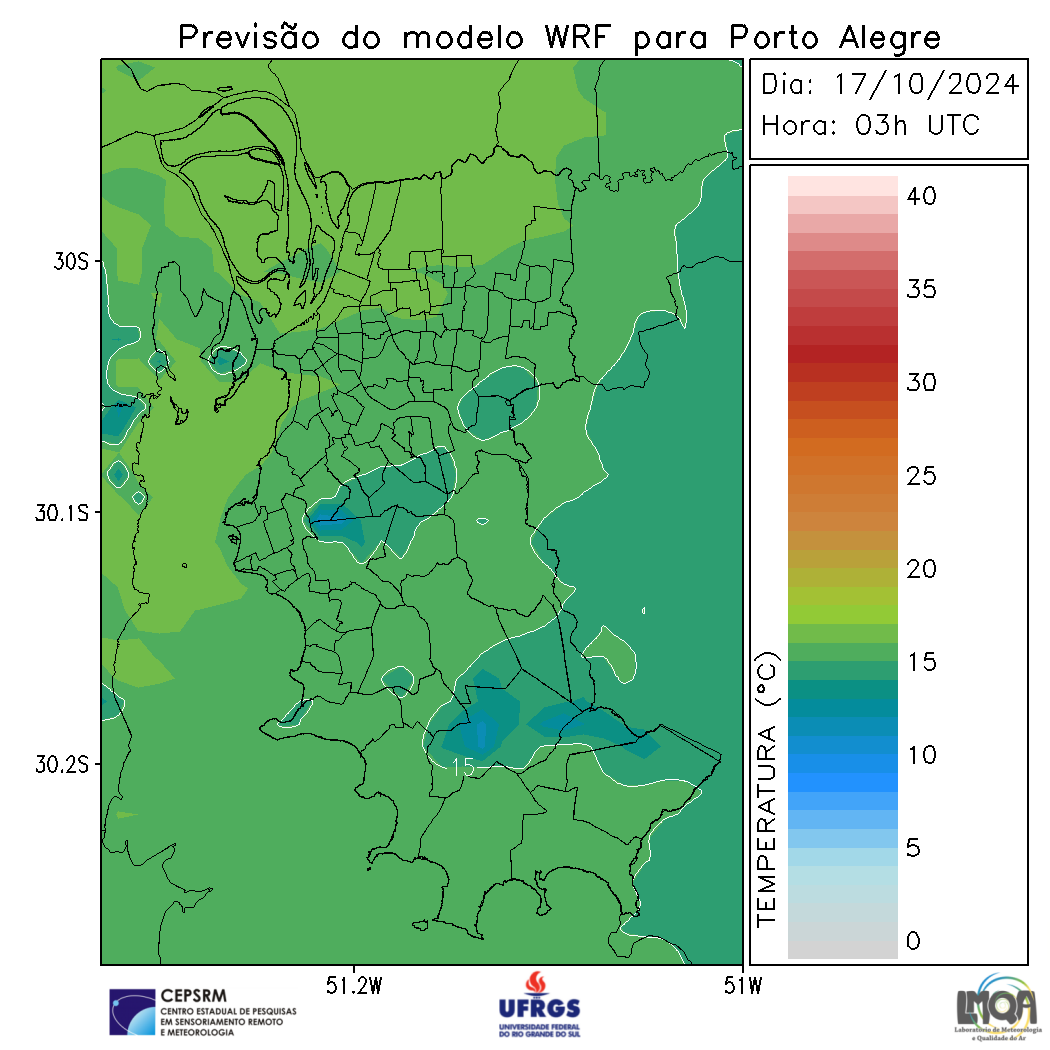 Previsão do modelo WRF para Porto Alegre
Dia: 17/10/2024
Hora: 03h UTC
40
35
30
25
20
15
10
5
0
TEMPERATURA (°C)
30S
30.1S
30.2S
15
51.2W
51W
CEPSRM
CENTRO ESTADUAL DE PESQUISAS
EM SENSORIAMENTO REMOTO
E METEOROLOGIA
UFRGS
UNIVERSIDADE FEDERAL
DO RIO GRANDE DO SUL
LMQA
Laboratório de Meteorologia
e Qualidade do Ar